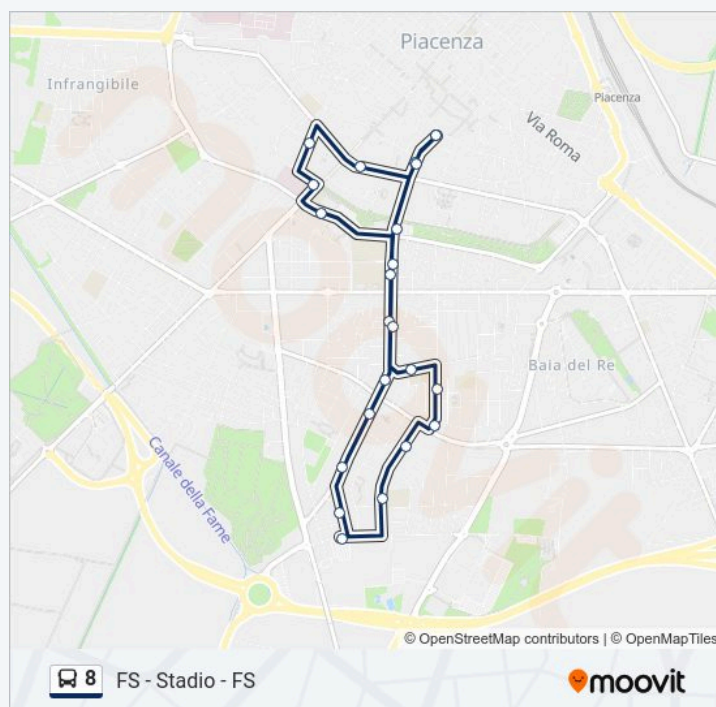 Piacenza
Infrangibile
Piacenza
Via Roma
Baia del Re
Canale della Fame
© OpenStreetMap contributors | © OpenMapTiles
8 FS - Stadio - FS
moovit
moovit